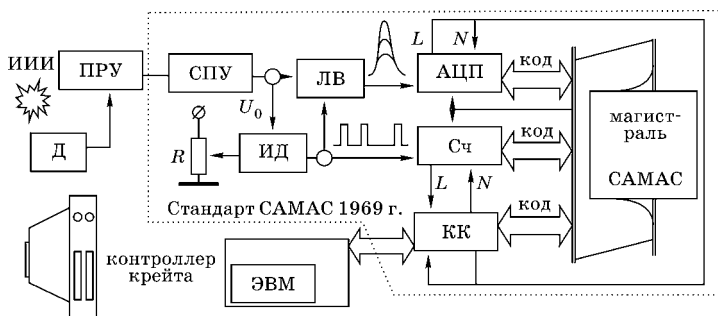 ИИИ
ПРУ
СПУ
ЛВ
L
N
АЦП
код
U₀
Д
R
ИД
Сч
код
магист-
раль
САМАС
L
N
Стандарт САМАС 1969 г.
КК
код
контроллер
крейта
ЭВМ